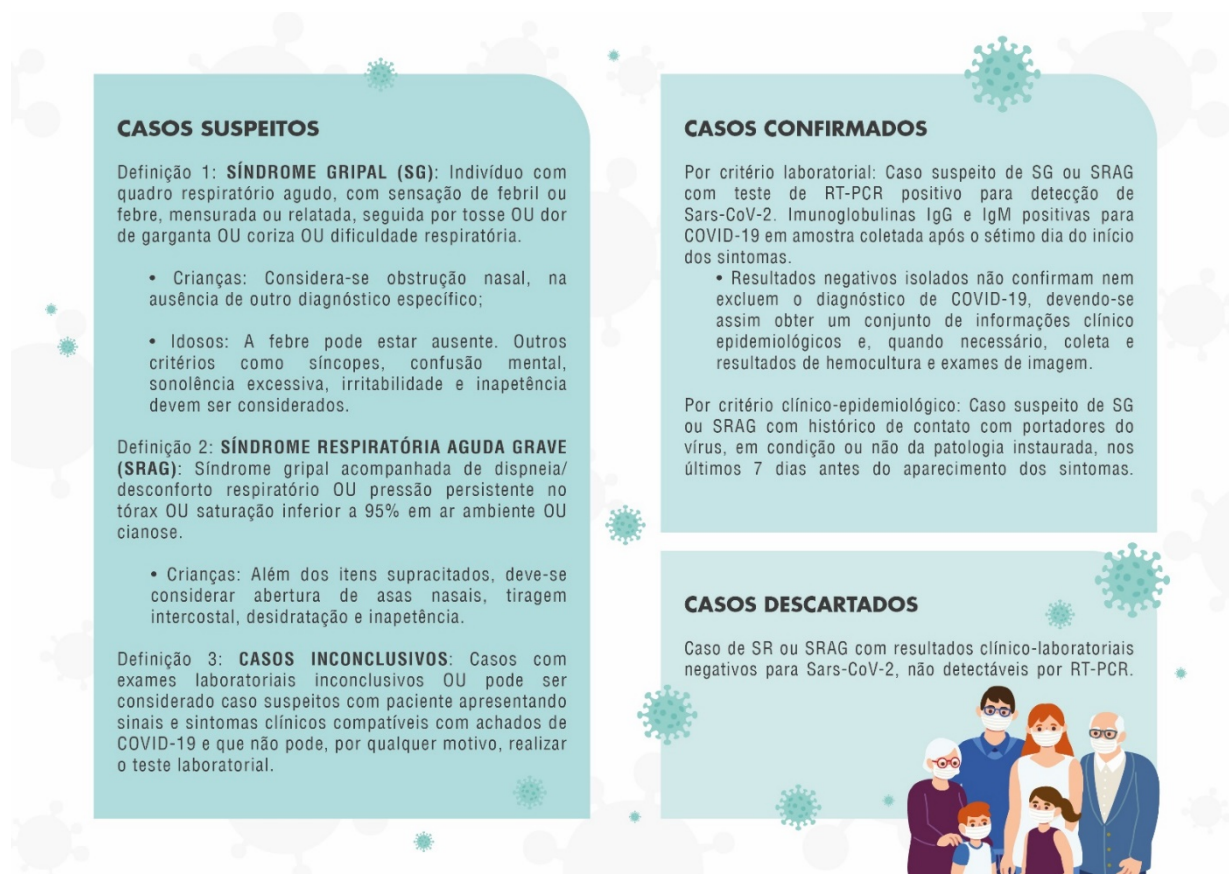 CASOS SUSPEITOS
Definição 1: SÍNDROME GRIPAL (SG): Indivíduo com
quadro respiratório agudo, com sensação de febril ou
febre, mensurada ou relatada, seguida por tosse OU dor
de garganta OU coriza OU dificuldade respiratória.
• Crianças: Considera-se obstrução nasal, na
ausência de outro diagnóstico específico;
• Idosos: A febre pode estar ausente. Outros
critérios como síncopes, confusão mental,
sonolência excessiva, irritabilidade e inapetência
devem ser considerados.
Definição 2: SÍNDROME RESPIRATÓRIA AGUDA GRAVE
(SRAG): Síndrome gripal acompanhada de dispneia/
desconforto respiratório OU pressão persistente no
tórax OU saturação inferior a 95% em ar ambiente OU
cianose.
• Crianças: Além dos itens supracitados, deve-se
considerar abertura de asas nasais, tiragem
intercostal, desidratação e inapetência.
Definição 3: CASOS INCONCLUSIVOS: Casos com
exames laboratoriais inconclusivos OU pode ser
considerado caso suspeitos com paciente apresentando
sinais e sintomas clínicos compatíveis com achados de
COVID-19 e que não pode, por qualquer motivo, realizar
o teste laboratorial.
CASOS CONFIRMADOS
Por critério laboratorial: Caso suspeito de SG ou SRAG
com teste de RT-PCR positivo para detecção de
Sars-CoV-2. Imunoglobulinas IgG e IgM positivas para
COVID-19 em amostra coletada após o sétimo dia do início
dos sintomas.
• Resultados negativos isolados não confirmam nem
excluem o diagnóstico de COVID-19, devendo-se
assim obter um conjunto de informações clínico
epidemiológicos e, quando necessário, coleta e
resultados de hemocultura e exames de imagem.
Por critério clínico-epidemiológico: Caso suspeito de SG
ou SRAG com histórico de contato com portadores do
vírus, em condição ou não da patologia instaurada, nos
últimos 7 dias antes do aparecimento dos sintomas.
CASOS DESCARTADOS
Caso de SR ou SRAG com resultados clínico-laboratoriais
negativos para Sars-CoV-2, não detectáveis por RT-PCR.